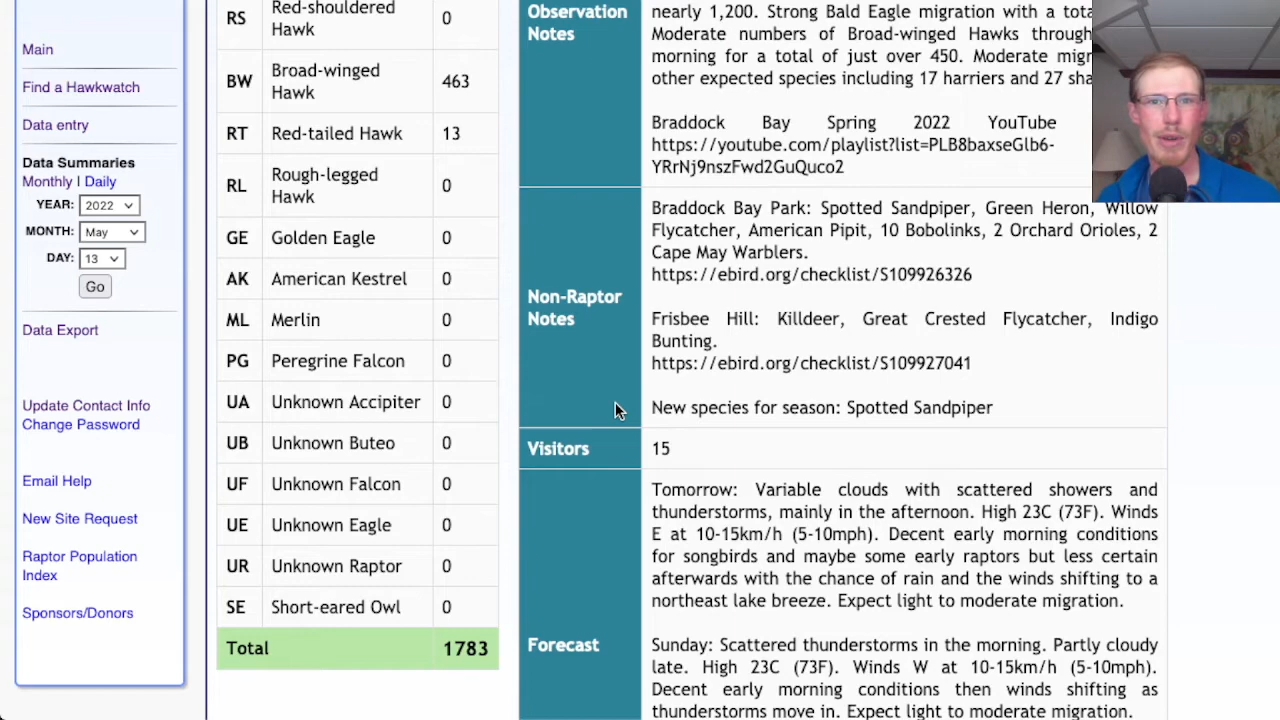 Main
Find a Hawkwatch
Data entry
Data Summaries
Monthly | Daily
YEAR: 2022
MONTH: May
DAY: 13
Go
Data Export
Update Contact Info
Change Password
Email Help
New Site Request
Raptor Population
Index
Sponsors/Donors
RS Red-shouldered
Hawk 0
BW Broad-winged
Hawk 463
RT Red-tailed Hawk 13
RL Rough-legged
Hawk 0
GE Golden Eagle 0
AK American Kestrel 0
ML Merlin 0
PG Peregrine Falcon 0
UA Unknown Accipiter 0
UB Unknown Buteo 0
UF Unknown Falcon 0
UE Unknown Eagle 0
UR Unknown Raptor 0
SE Short-eared Owl 0
Total 1783
Observation
Notes
nearly 1,200. Strong Bald Eagle migration with a tota
Moderate numbers of Broad-winged Hawks through
morning for a total of just over 450. Moderate migr
other expected species including 17 harriers and 27 sha
Braddock Bay Spring 2022 YouTube
https://youtube.com/playlist?list=PLB8baxseGlb6-
YRrNj9nszFwd2GuQuco2
Non-Raptor
Notes
Braddock Bay Park: Spotted Sandpiper, Green Heron, Willow
Flycatcher, American Pipit, 10 Bobolinks, 2 Orchard Orioles, 2
Cape May Warblers.
https://ebird.org/checklist/S109926326
Frisbee Hill: Killdeer, Great Crested Flycatcher, Indigo
Bunting.
https://ebird.org/checklist/S109927041
New species for season: Spotted Sandpiper
Visitors 15
Forecast
Tomorrow: Variable clouds with scattered showers and
thunderstorms, mainly in the afternoon. High 23C (73F). Winds
E at 10-15km/h (5-10mph). Decent early morning conditions
for songbirds and maybe some early raptors but less certain
afterwards with the chance of rain and the winds shifting to a
northeast lake breeze. Expect light to moderate migration.
Sunday: Scattered thunderstorms in the morning. Partly cloudy
late. High 23C (73F). Winds W at 10-15km/h (5-10mph).
Decent early morning conditions then winds shifting as
thunderstorms move in. Expect light to moderate migration.